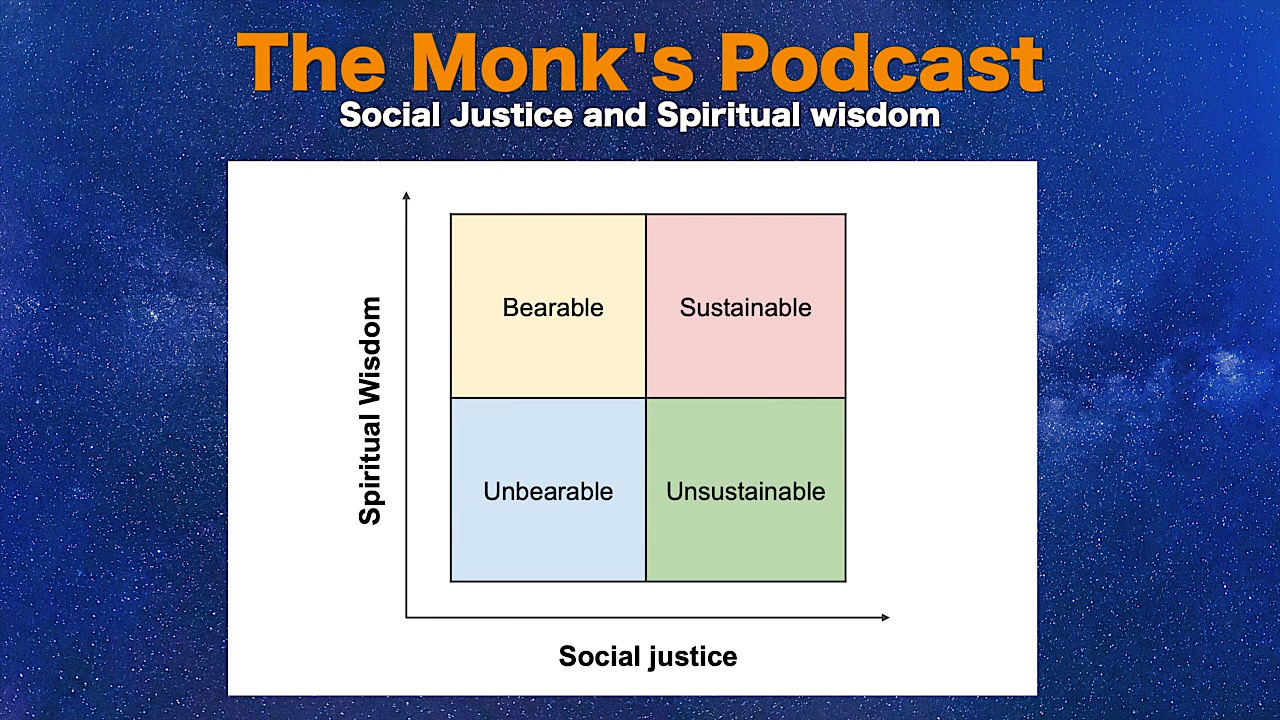 The Monk's Podcast
Social Justice and Spiritual wisdom
Spiritual Wisdom
Bearable
Sustainable
Unbearable
Unsustainable
Social justice